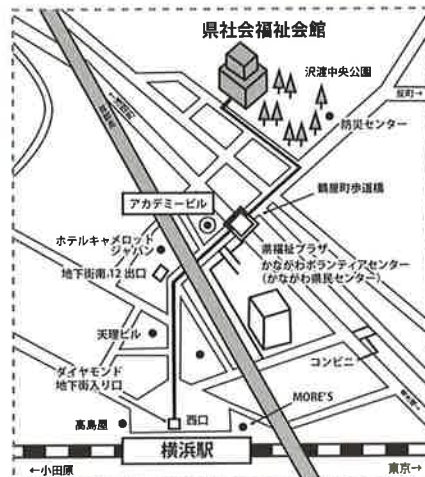 県社会福祉会館
沢渡中央公園
反町→
防災センター
鶴屋町歩道橋
アカデミービル
ホテルキャメロット
ジャパン
地下街南.12出口
県福祉プラザ
かながわボランティアセンター
(かながわ県民センター)
天理ビル
ダイヤモンド
地下街入り口
コンビニ
高島屋
西口
MORE'S
横浜駅
←小田原
東京→